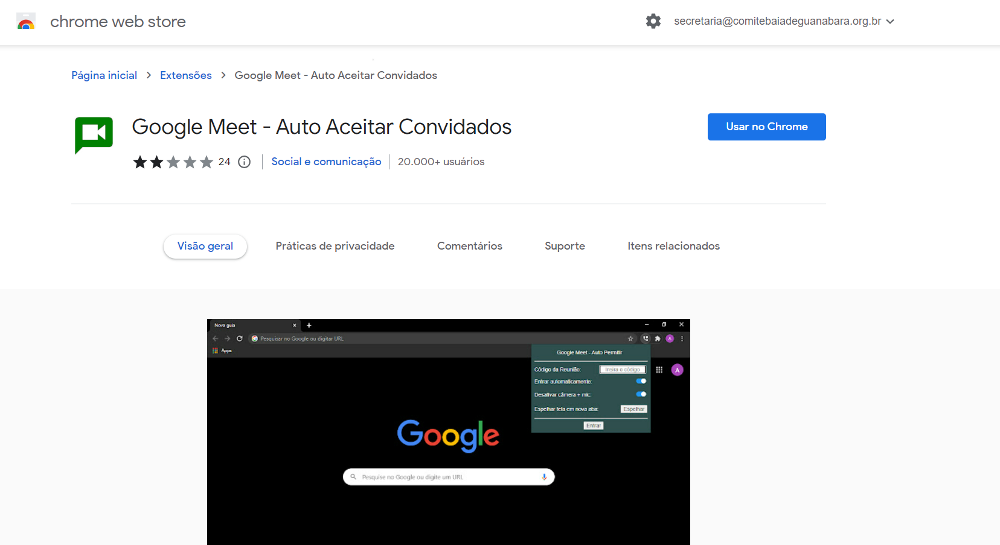 chrome web store
secretaria@comitebaiadeguanabara.org.br
Página inicial > Extensões > Google Meet - Auto Aceitar Convidados
Google Meet - Auto Aceitar Convidados
Usar no Chrome
24
Social e comunicação
20.000+ usuários
Visão geral
Práticas de privacidade
Comentários
Suporte
Itens relacionados
Nova guia
Pesquisar no Google ou digitar URL
A
Apps
Google Meet - Auto Permitir
Código da Reunião: Insira o código
A
Entrar automaticamente:
Desativar câmera + mic:
Espelhar tela em nova aba: Espelhar
Entrar
Google
Pesquise no Google ou digite um URL